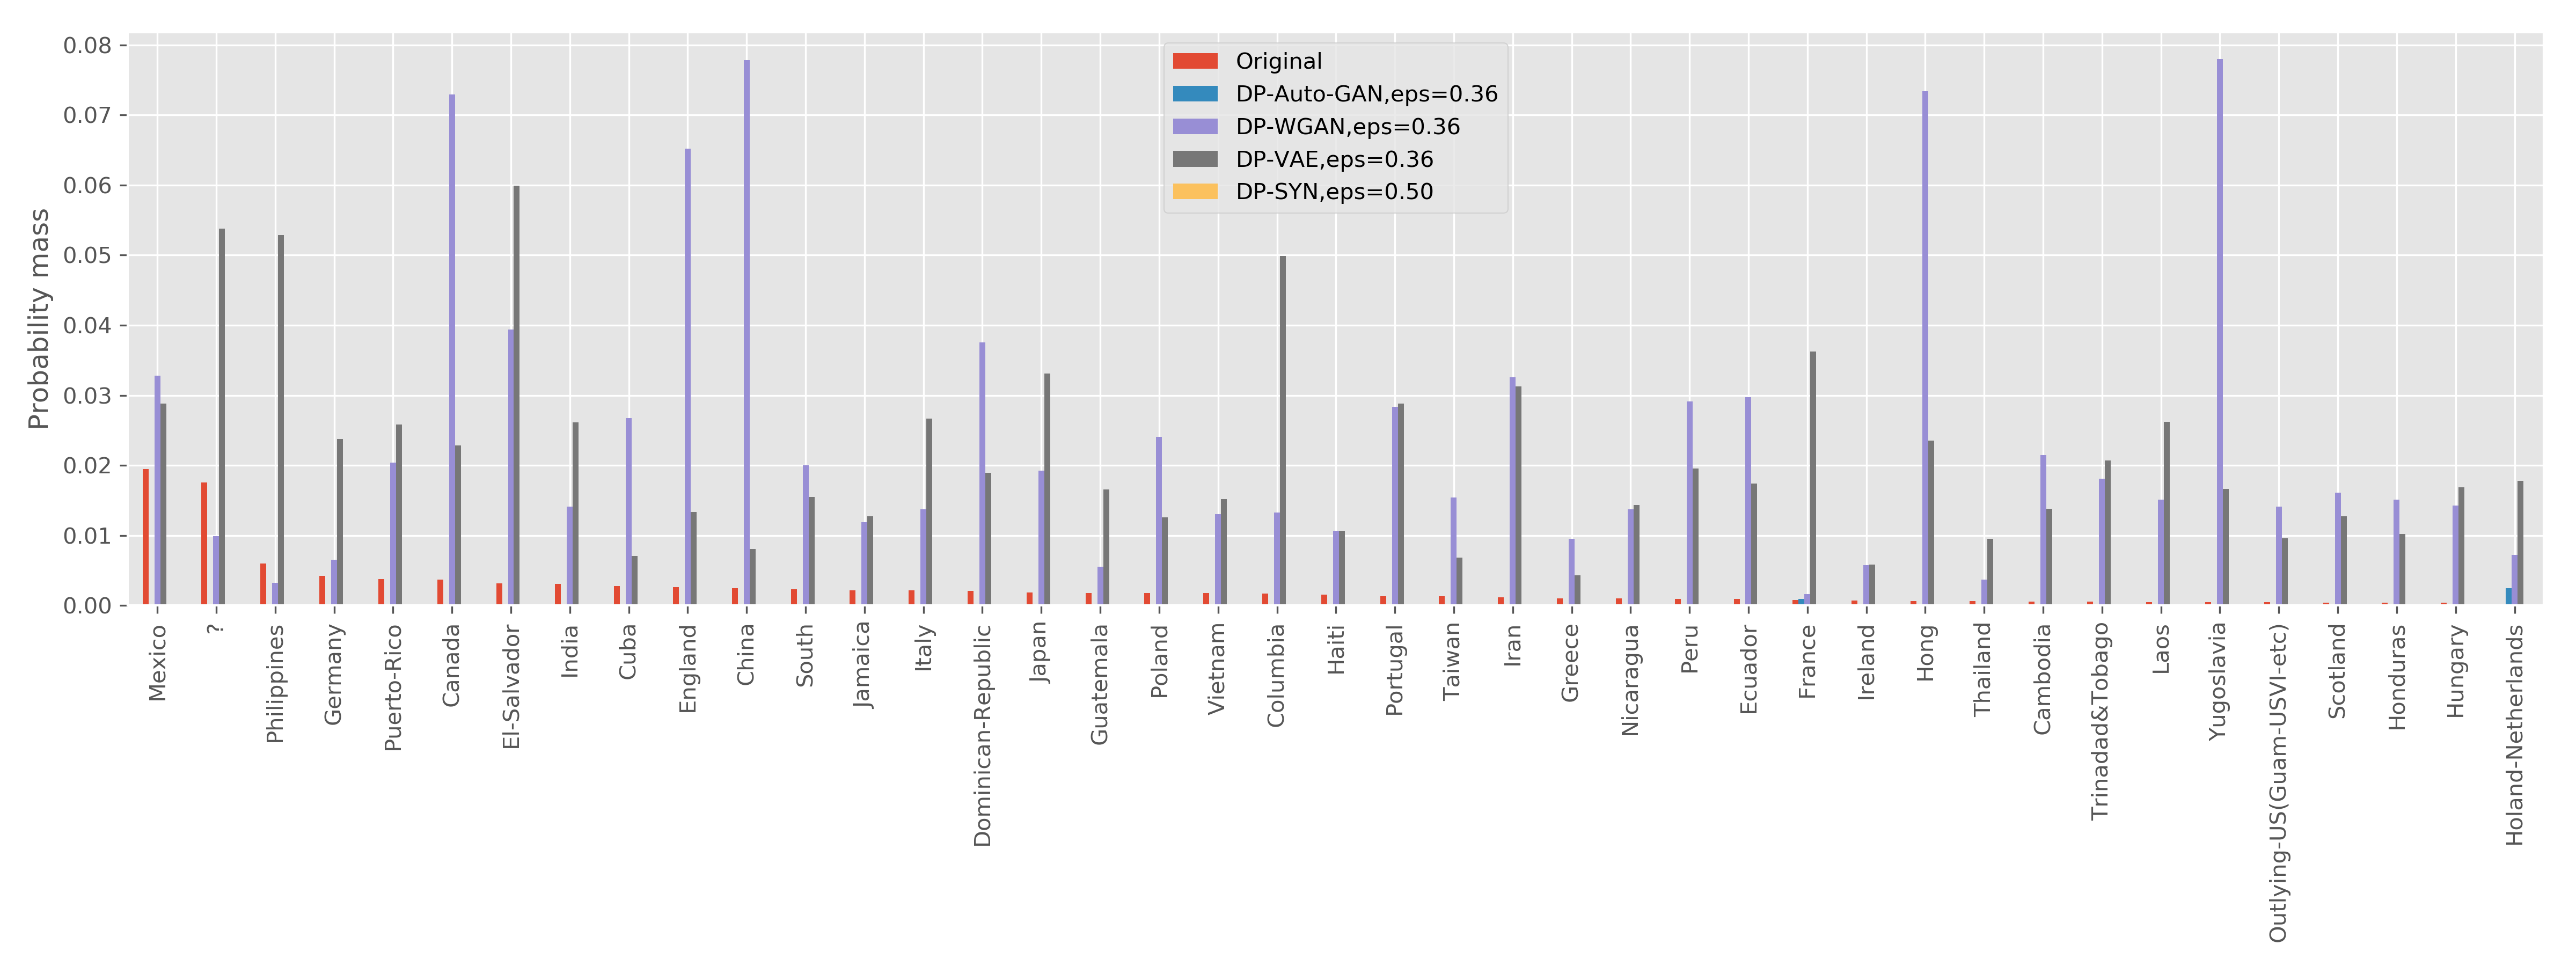 Probability mass
0.08
0.07
0.06
0.05
0.04
0.03
0.02
0.01
0.00
Original
DP-Auto-GAN,eps=0.36
DP-WGAN,eps=0.36
DP-VAE,eps=0.36
DP-SYN,eps=0.50
Mexico
?
Philippines
Germany
Puerto-Rico
Canada
El-Salvador
India
Cuba
England
China
South
Jamaica
Italy
Dominican-Republic
Japan
Guatemala
Poland
Vietnam
Columbia
Haiti
Portugal
Taiwan
Iran
Greece
Nicaragua
Peru
Ecuador
France
Ireland
Hong
Thailand
Cambodia
Trinadad&Tobago
Laos
Yugoslavia
Outlying-US(Guam-USVI-etc)
Scotland
Honduras
Hungary
Holand-Netherlands